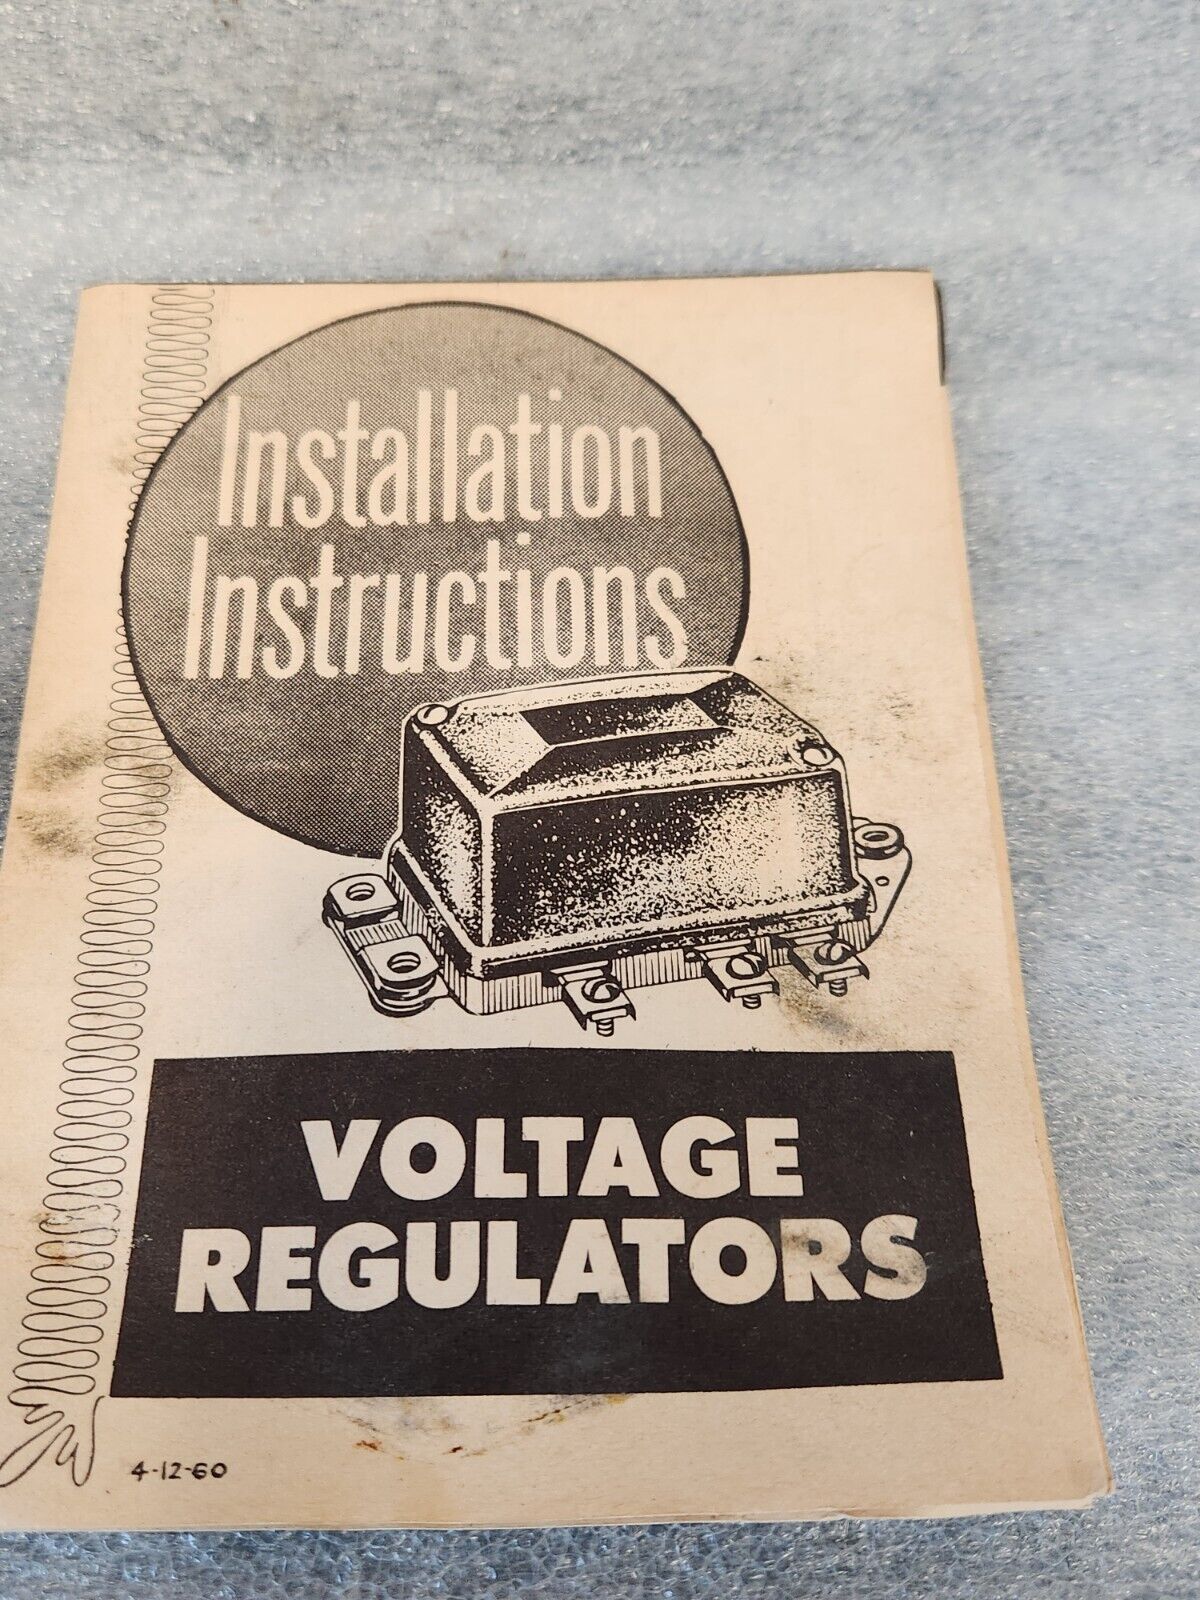 Installation
Instructions
VOLTAGE
REGULATORS
4-12-60